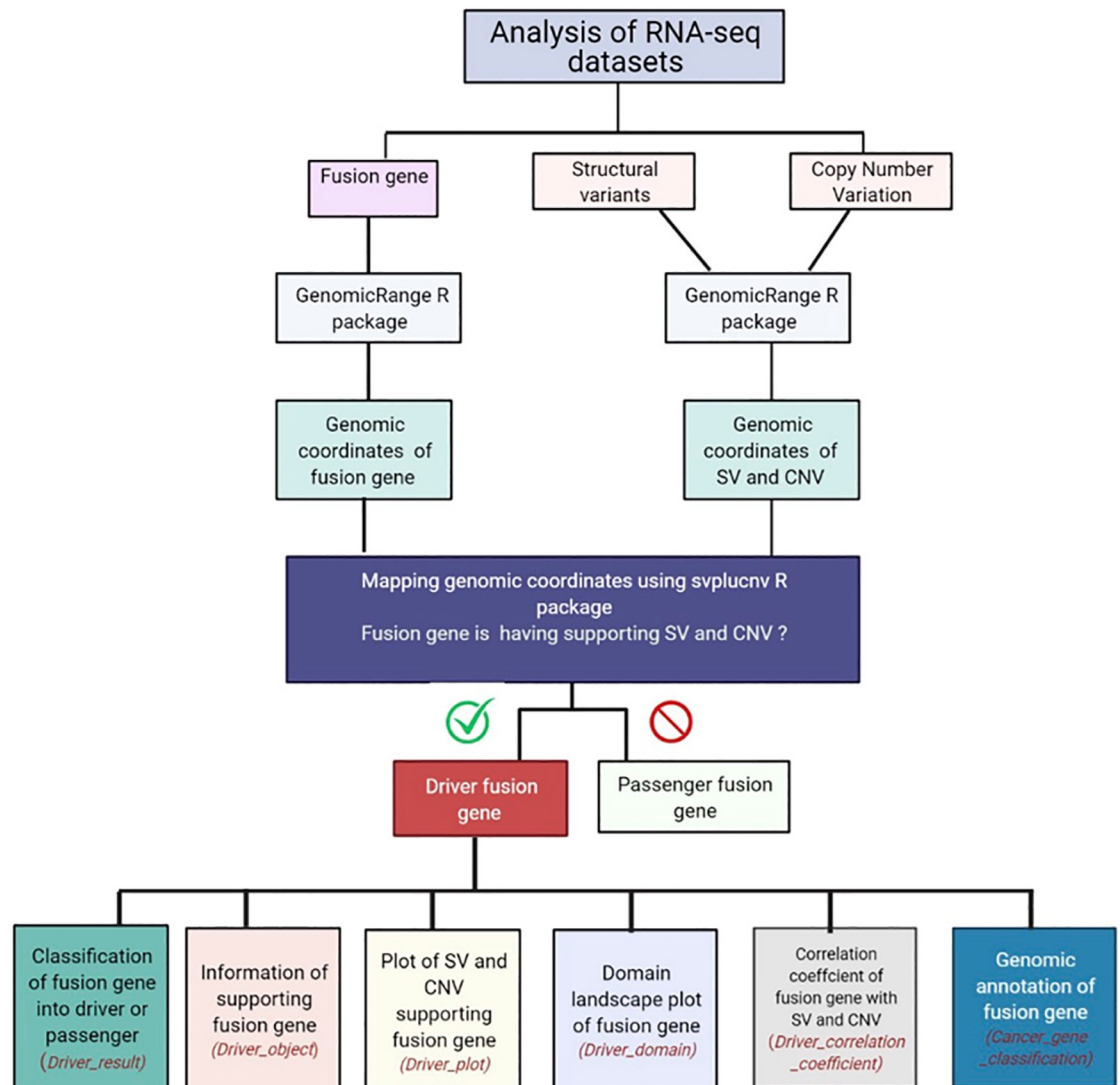 Analysis of RNA-seq
datasets
Fusion gene
Structural
variants
Copy Number
Variation
GenomicRange R
package
GenomicRange R
package
Genomic
coordinates of
fusion gene
Genomic
coordinates of
SV and CNV
Mapping genomic coordinates using svplucnv R
package
Fusion gene is having supporting SV and CNV ?
Driver fusion
gene
Passenger fusion
gene
Classification
of fusion gene
into driver or
passenger
(Driver_result)
Information of
supporting
fusion gene
(Driver_object)
Plot of SV and
CNV
supporting
fusion gene
(Driver_plot)
Domain
landscape plot
of fusion gene
(Driver_domain)
Correlation
coeffcient of
fusion gene with
SV and CNV
(Driver_correlation
_coefficient)
Genomic
annotation of
fusion gene
(Cancer_gene
_classification)